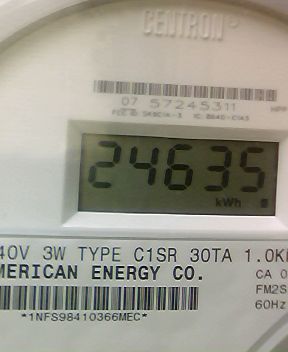 CENTRON
07 57245311
24635
kWh
40V 3W TYPE C1SR 30TA 1.0K
MERICAN ENERGY CO. CA 0
FM2S
60Hz
*1NFS98410366MEC*